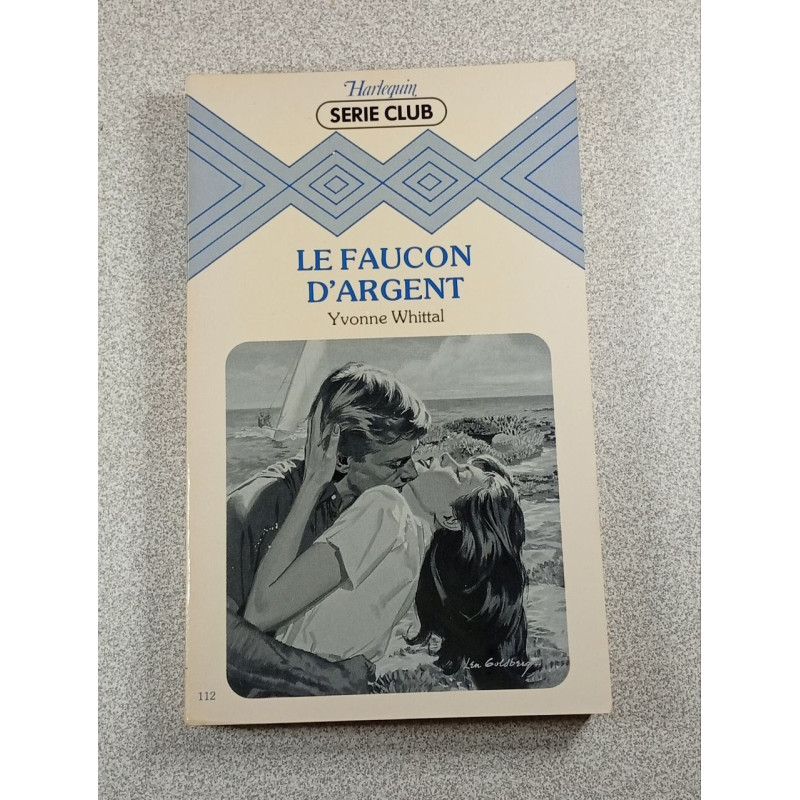 Harlequin
SERIE CLUB
LE FAUCON
D'ARGENT
Yvonne Whittal
Len Goldberg
112